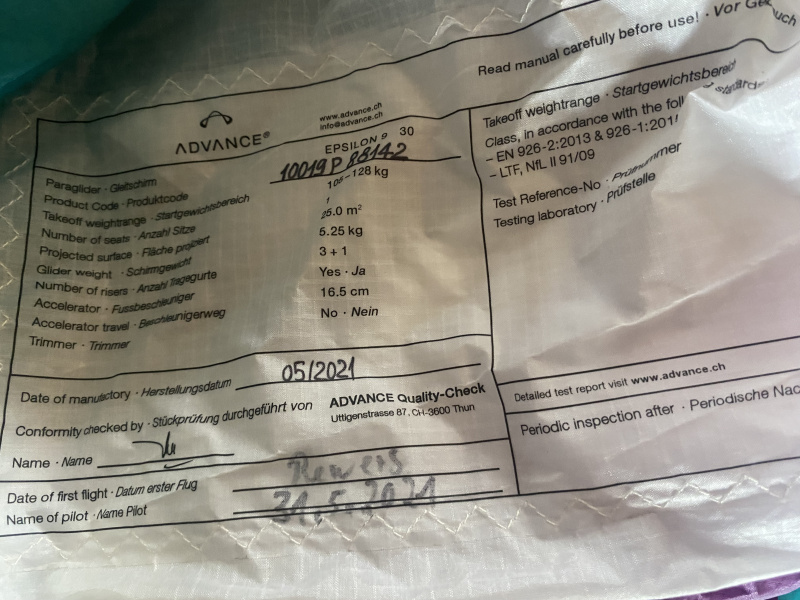 Read manual carefully before use! · Vor
ADVANCE®
www.advance.ch
info@advance.ch
Paraglider · Gleitschirm EPSILON 9 30
Product Code · Produktcode 10019 P 88142
Takeoff weightrange · Startgewichtsbereich 105–128 kg
Number of seats · Anzahl Sitze 1
Projected surface · Fläche projiziert 25.0 m²
Glider weight · Schirmgewicht 5.25 kg
Number of risers · Anzahl Tragegurte 3 + 1
Accelerator · Fussbeschleuniger Yes · Ja
Accelerator travel · Beschleunigerweg 16.5 cm
Trimmer · Trimmer No · Nein
Date of manufactory · Herstellungsdatum 05/2021
Conformity checked by · Stückprüfung durchgeführt von ADVANCE Quality-Check
Uttigenstrasse 87, CH-3600 Thun
Name · Name
Date of first flight · Datum erster Flug
Name of pilot · Name Pilot 31.5.2021
Takeoff weightrange · Startgewichtsbereich
Class, in accordance with the
– EN 926-2:2013 & 926-1:201
– LTF, NfL II 91/09
Test Reference-No · Prüfnummer
Testing laboratory · Prüfstelle
Detailed test report visit www.advance.ch
Periodic inspection after · Periodische